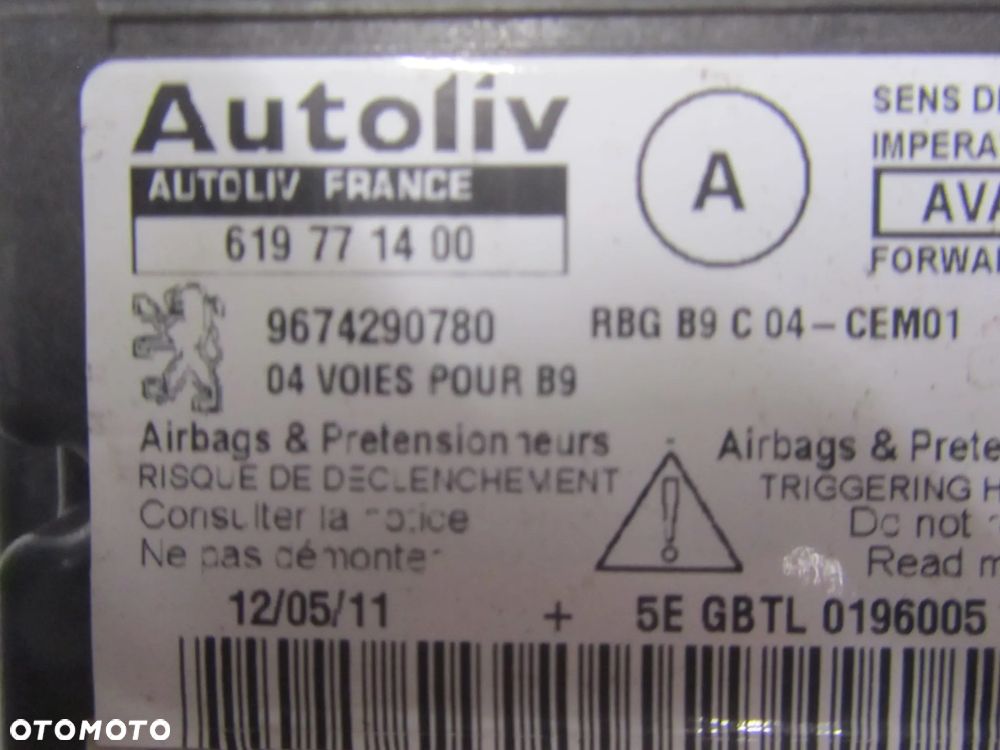 Autoliv
AUTOLIV FRANCE
619 77 14 00
A
SENS D
IMPERA
AVA
FORWA
9674290780
RBG B9 C 04 - CEM01
04 VOIES POUR B9
Airbags & Pretensionneurs
RISQUE DE DECLENCHEMENT
Consulter la notice
Ne pas démonter
Airbags & Prete
TRIGGERING H
Do not
Read m
12/05/11
+
5E GBTL 0196005
OTOMOTO